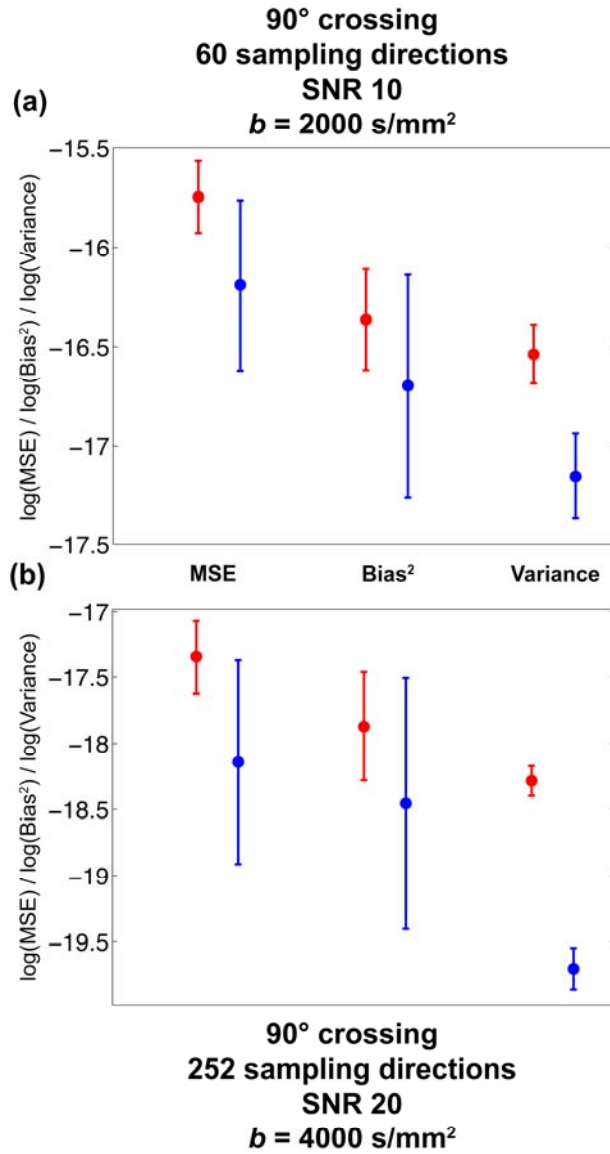 90° crossing
60 sampling directions
SNR 10
b = 2000 s/mm²
(a)
log(MSE) / log(Bias²) / log(Variance)
−15.5
−16
−16.5
−17
−17.5
MSE Bias² Variance
(b)
log(MSE) / log(Bias²) / log(Variance)
−17
−17.5
−18
−18.5
−19
−19.5
90° crossing
252 sampling directions
SNR 20
b = 4000 s/mm²